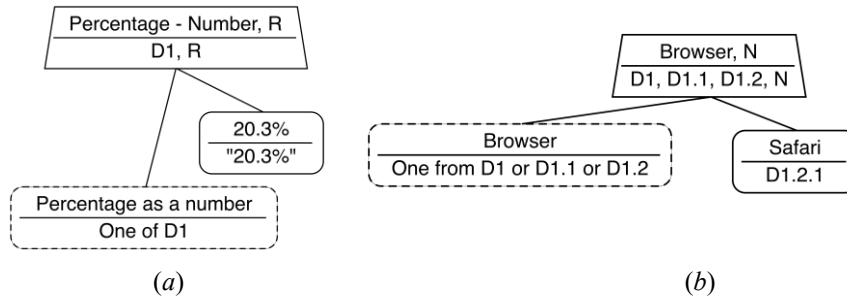 Percentage - Number, R
D1, R
20.3%
"20.3%"
Percentage as a number
One of D1
(a)
Browser, N
D1, D1.1, D1.2, N
Browser
One from D1 or D1.1 or D1.2
Safari
D1.2.1
(b)